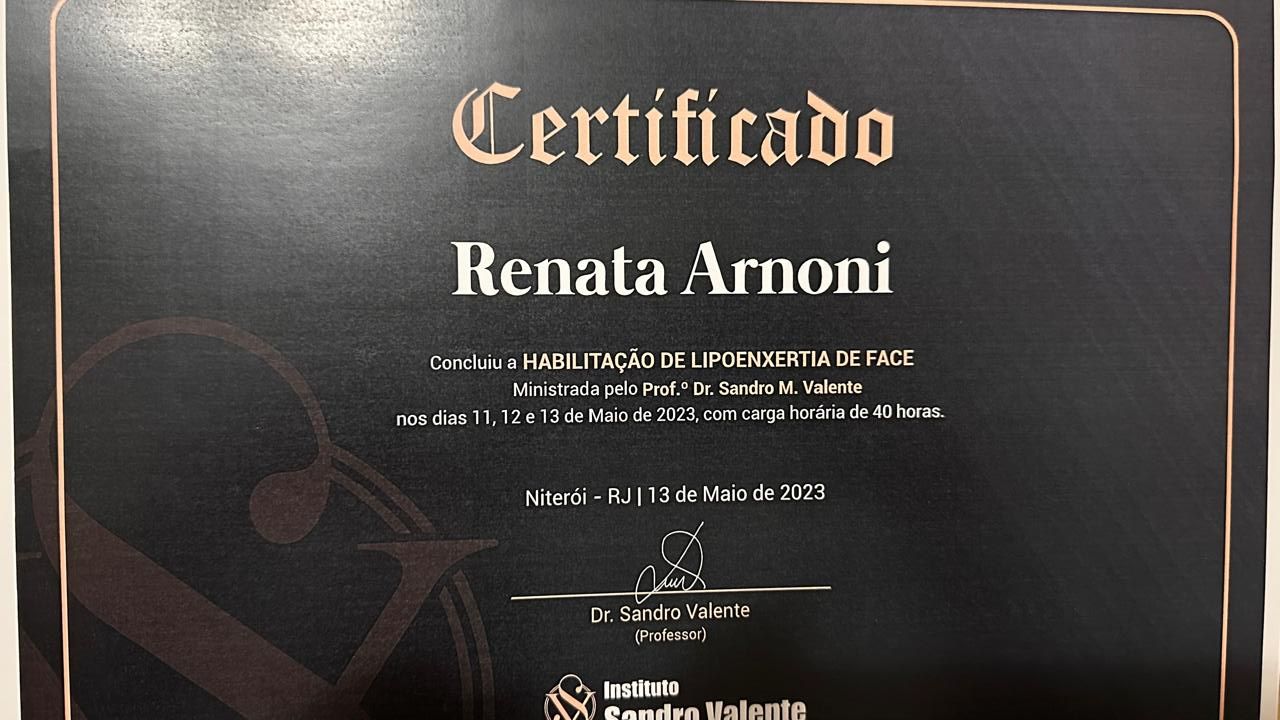 Certificado
Renata Arnoni
Concluiu a HABILITAÇÃO DE LIPOENXERTIA DE FACE
Ministrada pelo Prof.º Dr. Sandro M. Valente
nos dias 11, 12 e 13 de Maio de 2023, com carga horária de 40 horas.
Niterói - RJ | 13 de Maio de 2023
Dr. Sandro Valente
(Professor)
Instituto
Sandro Valente